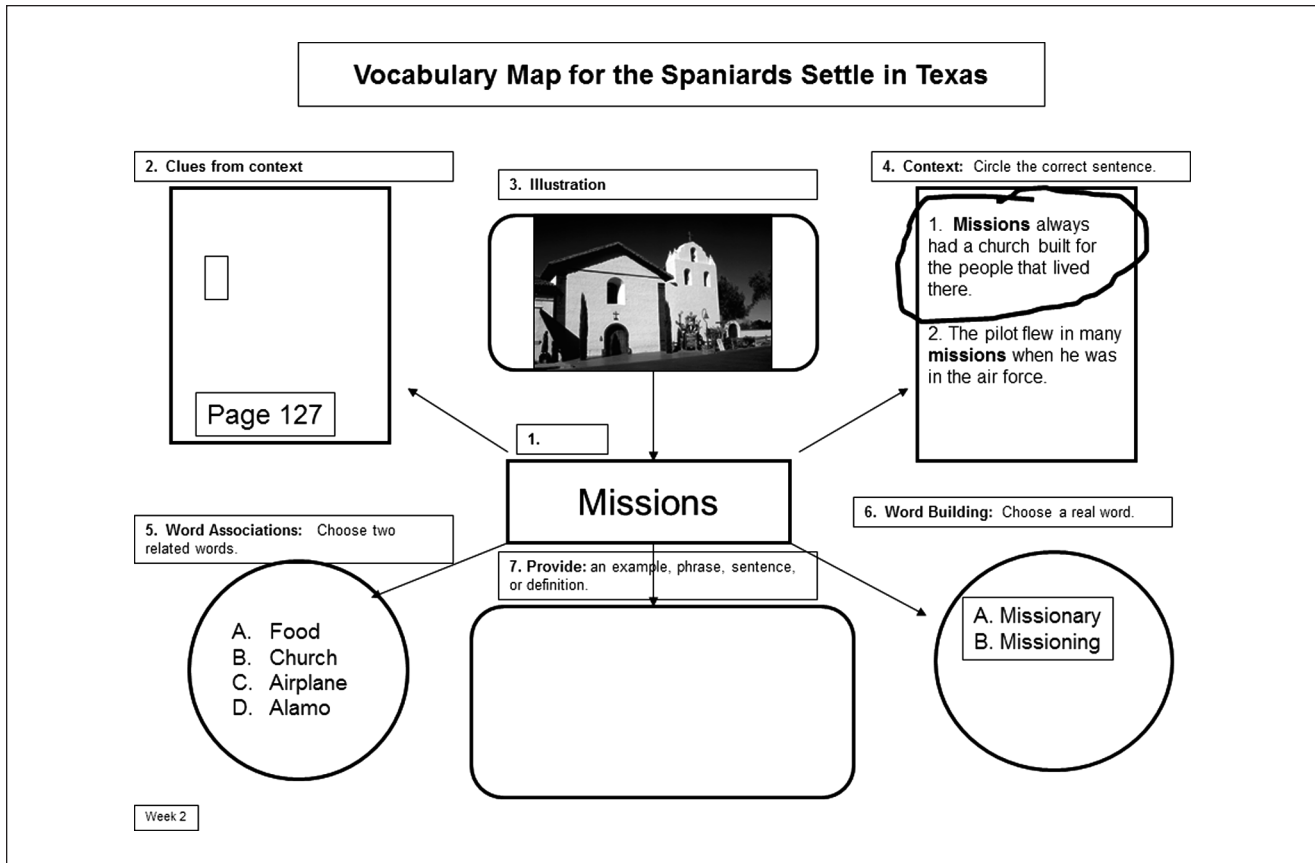 Vocabulary Map for the Spaniards Settle in Texas
2. Clues from context
Page 127
3. Illustration
4. Context: Circle the correct sentence.
1. Missions always
had a church built for
the people that lived
there.
2. The pilot flew in many
missions when he was
in the air force.
1.
Missions
5. Word Associations: Choose two
related words.
A. Food
B. Church
C. Airplane
D. Alamo
6. Word Building: Choose a real word.
A. Missionary
B. Missioning
7. Provide: an example, phrase, sentence,
or definition.
Week 2